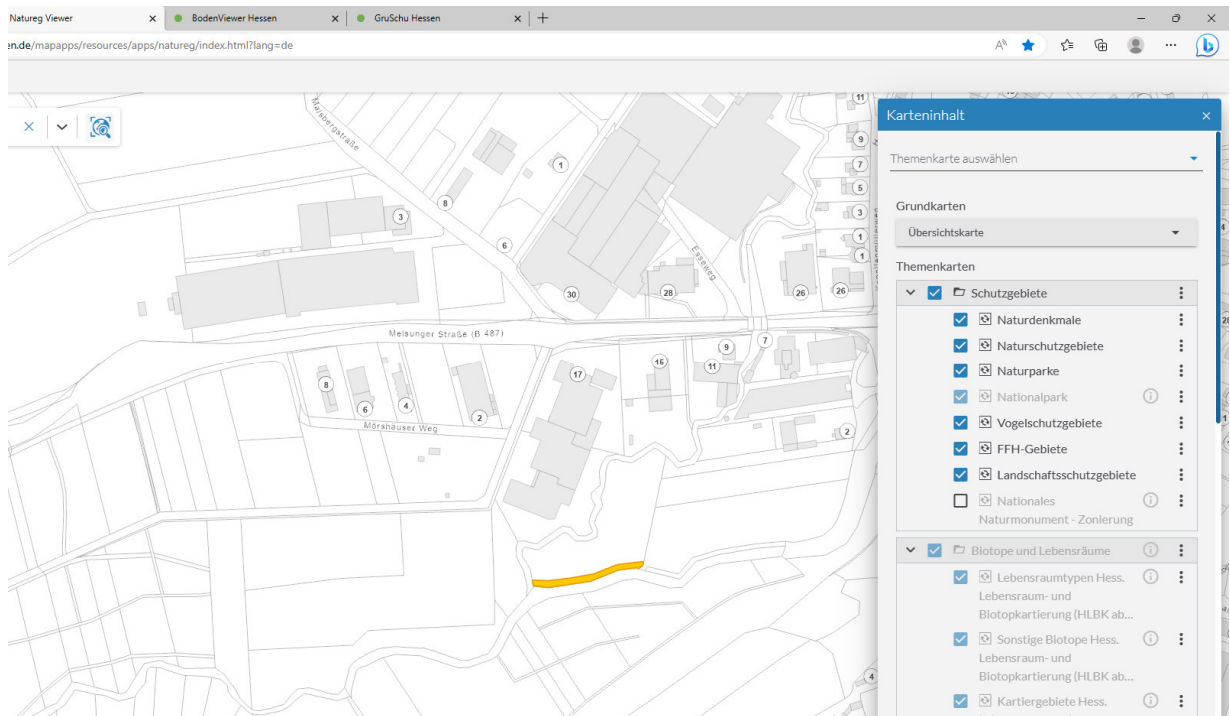 Natureg Viewer
BodenViewer Hessen
GruSchu Hessen
en.de/mapapps/resources/apps/natureg/index.html?lang=de
Karteninhalt
Themenkarte auswählen
Grundkarten
Übersichtskarte
Themenkarten
Schutzgebiete
Naturdenkmale
Naturschutzgebiete
Naturparke
Nationalpark
Vogelschutzgebiete
FFH-Gebiete
Landschaftsschutzgebiete
Nationales
Naturmonument - Zonierung
Biotope und Lebensräume
Lebensraumtypen Hess.
Lebensraum- und
Biotopkartierung (HLBK ab...
Sonstige Biotope Hess.
Lebensraum- und
Biotopkartierung (HLBK ab...
Kartiergebiete Hess.
Malsbergstraße
11
9
7
5
3
1
1
1
8
3
6
Esseweg
30
28
26
26
Melsunger Straße (B 487)
9
7
16
11
17
8
6
4
2
Mörshäuser Weg
2
4